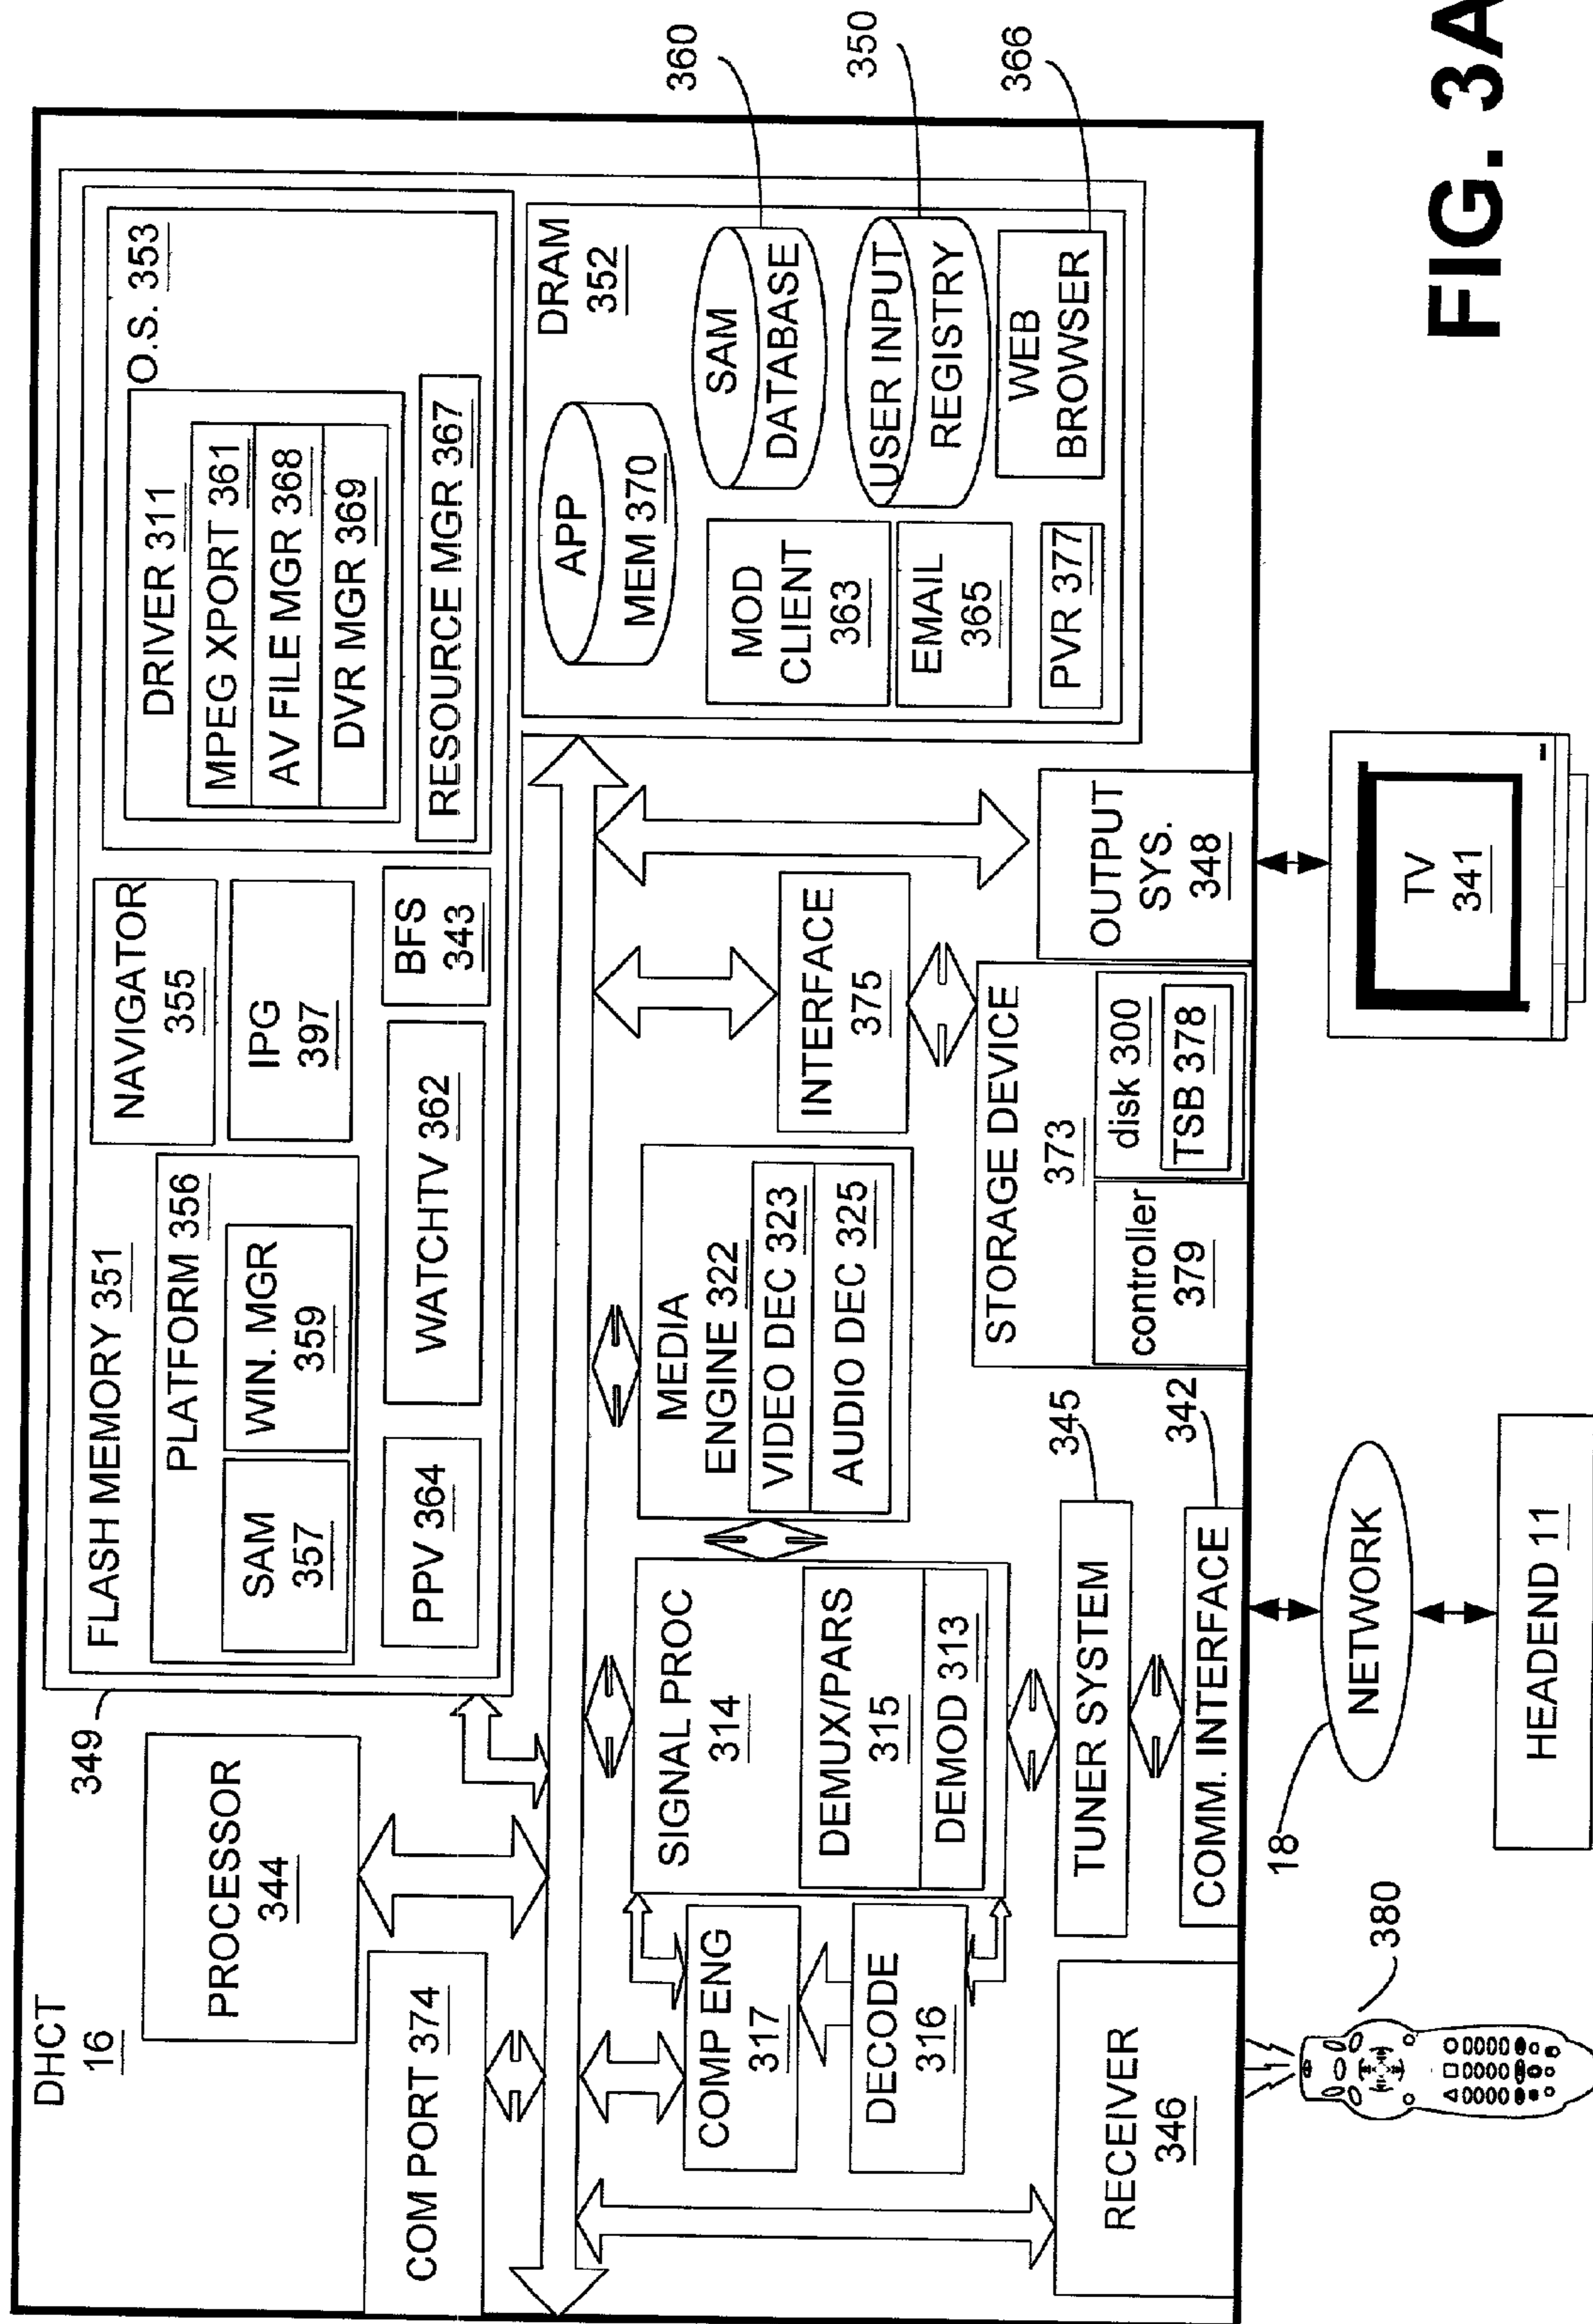 DHCT
16
PROCESSOR
344
COM PORT 374
349
FLASH MEMORY 351
PLATFORM 356
SAM
357
WIN. MGR
359
PPV 364
WATCHTV 362
NAVIGATOR
355
IPG
397
BFS
343
O.S. 353
DRIVER 311
MPEG XPORT 361
AV FILE MGR 368
DVR MGR 369
RESOURCE MGR 367
DRAM
352
APP
MEM 370
SAM
DATABASE
360
MOD
CLIENT
363
USER INPUT
REGISTRY
350
EMAIL
365
WEB
BROWSER
366
PVR 377
COMP ENG
317
DECODE
316
SIGNAL PROC
314
DEMUX/PARS
315
DEMOD 313
MEDIA
ENGINE 322
VIDEO DEC 323
AUDIO DEC 325
INTERFACE
375
STORAGE DEVICE
373
controller
379
disk 300
TSB 378
OUTPUT
SYS.
348
TUNER SYSTEM
345
COMM. INTERFACE
342
RECEIVER
346
380
18
NETWORK
HEADEND 11
TV
341
FIG. 3A